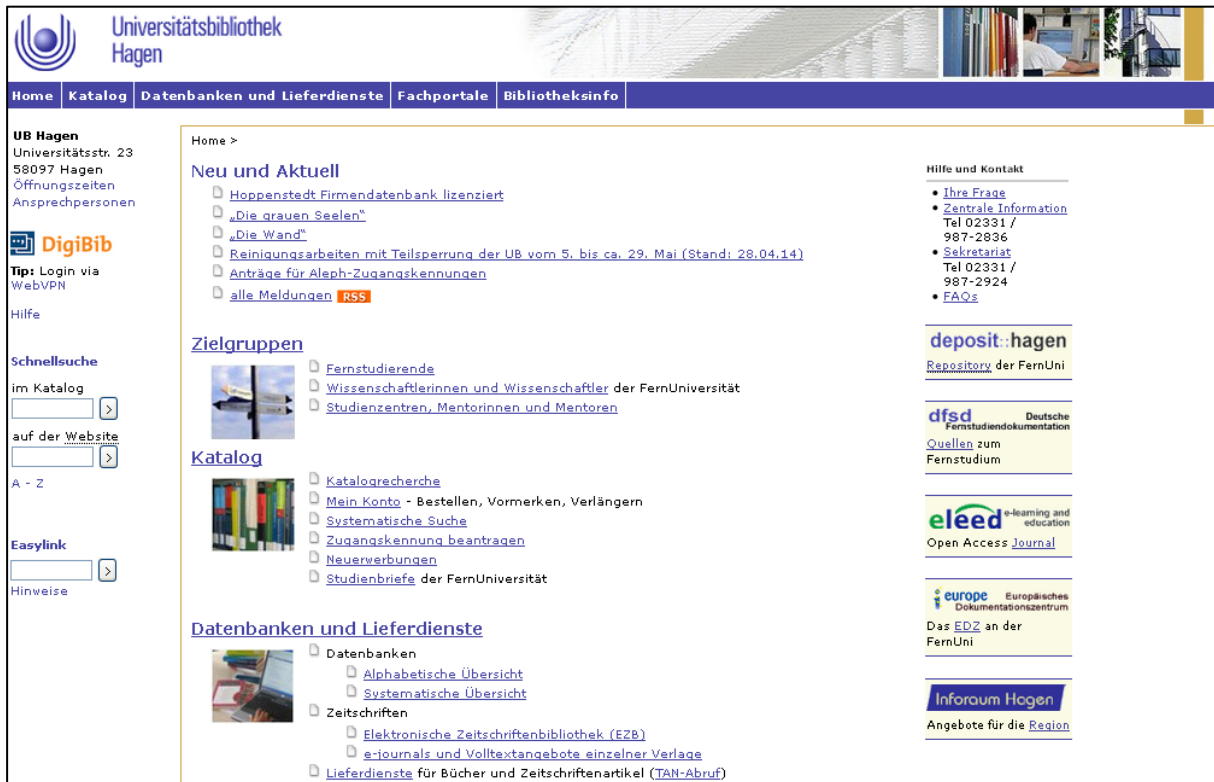 Universitätsbibliothek
Hagen
Home
Katalog
Datenbanken und Lieferdienste
Fachportale
Bibliotheksinfo
UB Hagen
Universitätsstr. 23
58097 Hagen
Öffnungszeiten
Ansprechpersonen
DigiBib
Tip: Login via
WebVPN
Hilfe
Schnellsuche
im Katalog
>
auf der Website
>
A - Z
Easylink
>
Hinweise
Home >
Neu und Aktuell
Hoppenstedt Firmendatenbank lizenziert
„Die grauen Seelen“
„Die Wand“
Reinigungsarbeiten mit Teilsperrung der UB vom 5. bis ca. 29. Mai (Stand: 28.04.14)
Anträge für Aleph-Zugangskennungen
alle Meldungen RSS
Zielgruppen
Fernstudierende
Wissenschaftlerinnen und Wissenschaftler der FernUniversität
Studienzentren, Mentorinnen und Mentoren
Katalog
Katalogrecherche
Mein Konto - Bestellen, Vormerken, Verlängern
Systematische Suche
Zugangskennung beantragen
Neuerwerbungen
Studienbriefe der FernUniversität
Datenbanken und Lieferdienste
Datenbanken
Alphabetische Übersicht
Systematische Übersicht
Zeitschriften
Elektronische Zeitschriftenbibliothek (EZB)
e-journals und Volltextangebote einzelner Verlage
Lieferdienste für Bücher und Zeitschriftenartikel (TAN-Abruf)
Hilfe und Kontakt
Ihre Frage
Zentrale Information
Tel 02331 /
987-2836
Sekretariat
Tel 02331 /
987-2924
FAQs
deposit::hagen
Repository der FernUni
dfsd Deutsche
Fernstudiendokumentation
Quellen zum
Fernstudium
eleed e-learning and
education
Open Access Journal
europe Europäisches
Dokumentationszentrum
Das EDZ an der
FernUni
Inforaum Hagen
Angebote für die Region